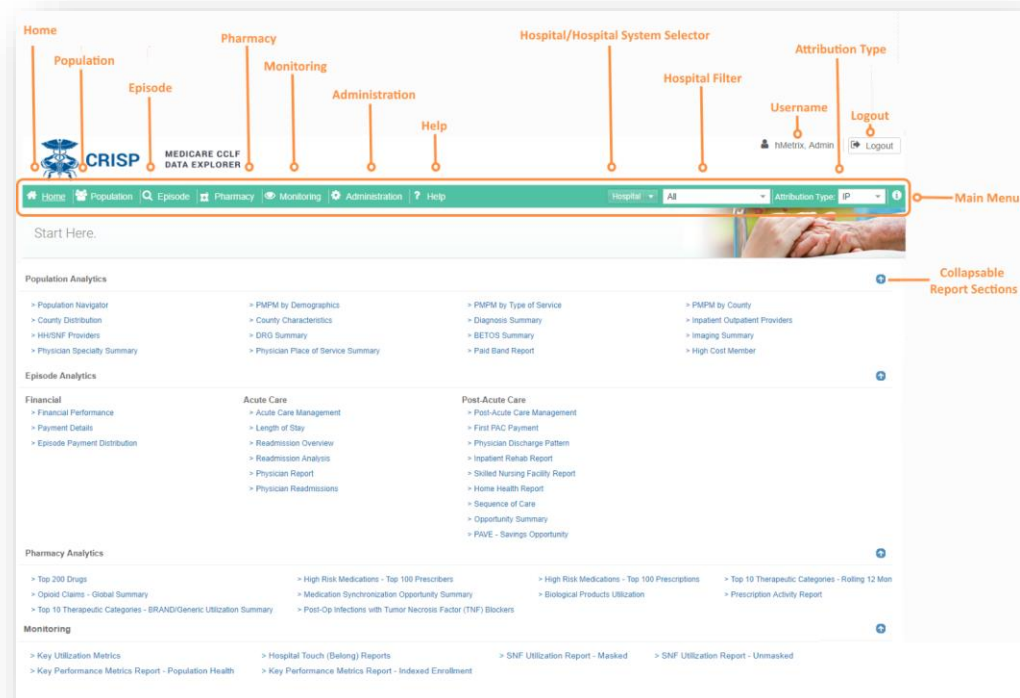 Home
Pharmacy
Hospital/Hospital System Selector
Population
Monitoring
Attribution Type
Episode
Administration
Hospital Filter
Help
Username
Logout
hMetrix, Admin
Logout
CRISP
MEDICARE CCLF
DATA EXPLORER
Home Population Episode Pharmacy Monitoring Administration ? Help Hospital All Attribution Type: IP
Main Menu
Start Here.
Collapsable
Report Sections
Population Analytics
> Population Navigator > PMPM by Demographics > PMPM by Type of Service > PMPM by County
> County Distribution > County Characteristics > Diagnosis Summary > Inpatient Outpatient Providers
> HH/SNF Providers > DRG Summary > BETOS Summary > Imaging Summary
> Physician Specialty Summary > Physician Place of Service Summary > Paid Band Report > High Cost Member
Episode Analytics
Financial
> Financial Performance
> Payment Details
> Episode Payment Distribution
Acute Care
> Acute Care Management
> Length of Stay
> Readmission Overview
> Readmission Analysis
> Physician Report
> Physician Readmissions
Post-Acute Care
> Post-Acute Care Management
> First PAC Payment
> Physician Discharge Pattern
> Inpatient Rehab Report
> Skilled Nursing Facility Report
> Home Health Report
> Sequence of Care
> Opportunity Summary
> PAVE - Savings Opportunity
Pharmacy Analytics
> Top 200 Drugs > High Risk Medications - Top 100 Prescribers > High Risk Medications - Top 100 Prescriptions > Top 10 Therapeutic Categories - Rolling 12 Mon
> Opioid Claims - Global Summary > Medication Synchronization Opportunity Summary > Biological Products Utilization > Prescription Activity Report
> Top 10 Therapeutic Categories - BRAND/Generic Utilization Summary > Post-Op Infections with Tumor Necrosis Factor (TNF) Blockers
Monitoring
> Key Utilization Metrics > Hospital Touch (Belong) Reports > SNF Utilization Report - Masked > SNF Utilization Report - Unmasked
> Key Performance Metrics Report - Population Health > Key Performance Metrics Report - Indexed Enrollment